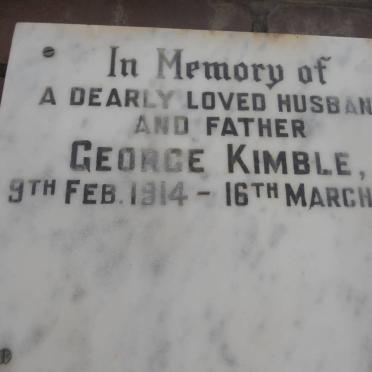 In Memory of
A DEARLY LOVED HUSBAN
AND FATHER
GEORGE KIMBLE,
9TH FEB. 1914 - 16TH MARCH